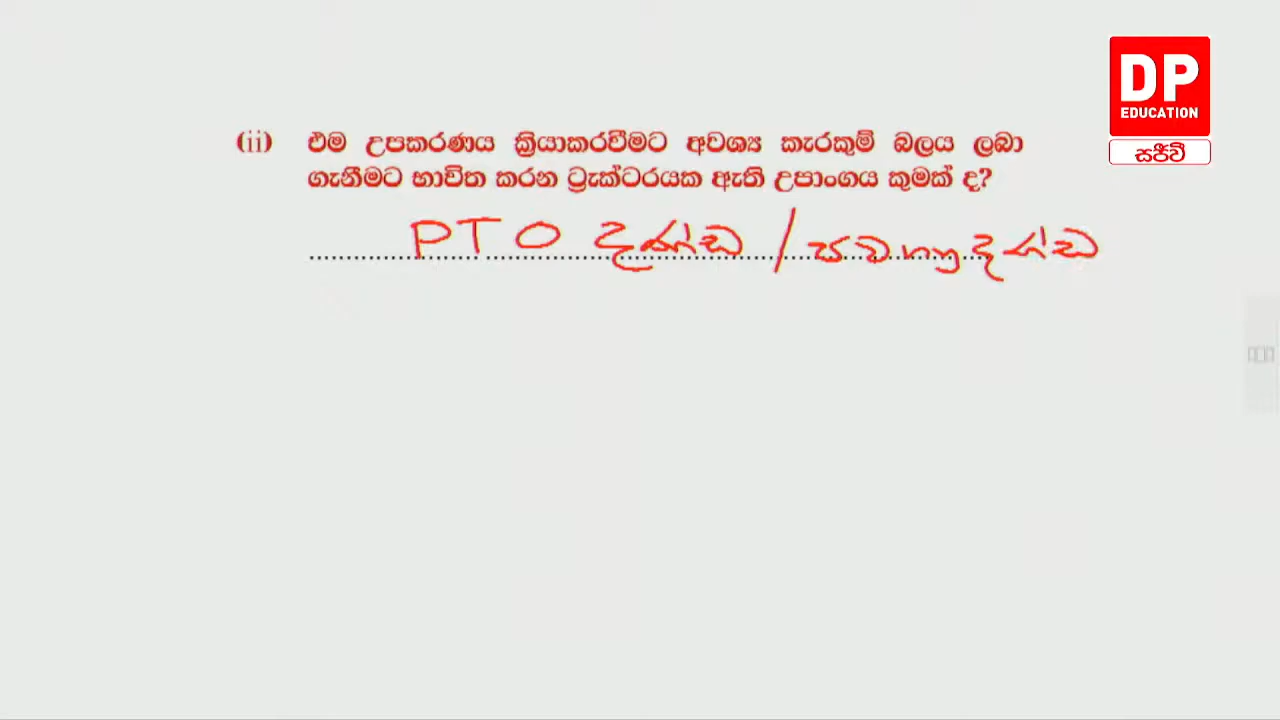 DP
EDUCATION
සජීවී
(ii) එම උපකරණය ක්‍රියාකරවීමට අවශ්‍ය කැරකුම් බලය ලබා
ගැනීමට භාවිත කරන ට්‍රැක්ටරයක ඇති උපාංගය කුමක් ද?
PTO දණ්ඩ / පවගනු දණ්ඩ